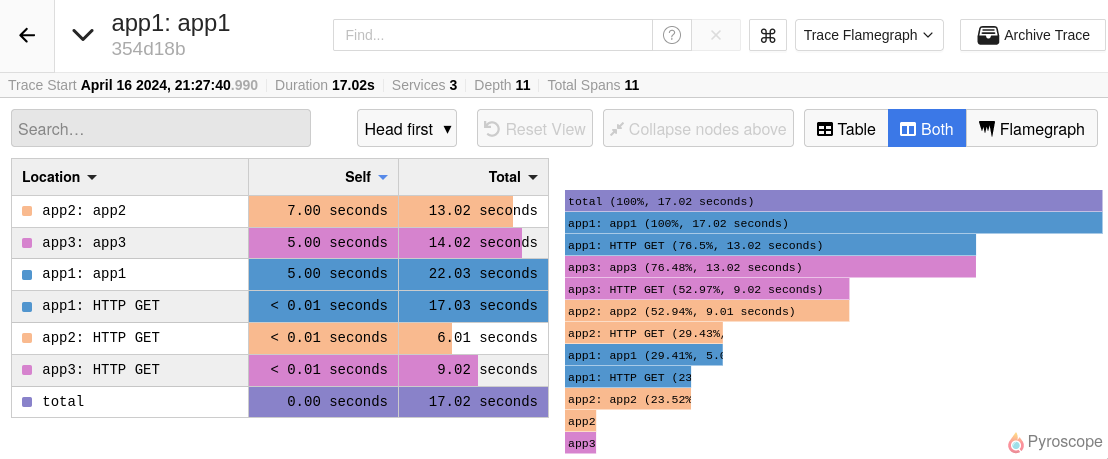 app1: app1
354d18b
Find...
?
⌘
Trace Flamegraph
Archive Trace
Trace Start April 16 2024, 21:27:40.990 Duration 17.02s Services 3 Depth 11 Total Spans 11
Search…
Head first
Reset View
Collapse nodes above
Table
Both
Flamegraph
Location Self Total
app2: app2 7.00 seconds 13.02 seconds
app3: app3 5.00 seconds 14.02 seconds
app1: app1 5.00 seconds 22.03 seconds
app1: HTTP GET < 0.01 seconds 17.03 seconds
app2: HTTP GET < 0.01 seconds 6.01 seconds
app3: HTTP GET < 0.01 seconds 9.02 seconds
total 0.00 seconds 17.02 seconds
total (100%, 17.02 seconds)
app1: app1 (100%, 17.02 seconds)
app1: HTTP GET (76.5%, 13.02 seconds)
app3: app3 (76.48%, 13.02 seconds)
app3: HTTP GET (52.97%, 9.02 seconds)
app2: app2 (52.94%, 9.01 seconds)
app2: HTTP GET (29.43%,
app1: app1 (29.41%, 5.0
app1: HTTP GET (23
app2: app2 (23.52%
app2
app3
Pyroscope